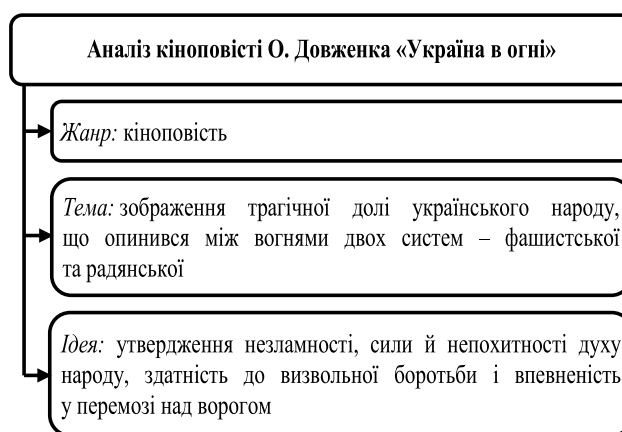 Аналіз кіноповісті О. Довженка «Україна в огні»
Жанр: кіноповість
Тема: зображення трагічної долі українського народу,
що опинився між вогнями двох систем – фашистської
та радянської
Ідея: утвердження незламності, сили й непохитності духу
народу, здатність до визвольної боротьби і впевненість
у перемозі над ворогом